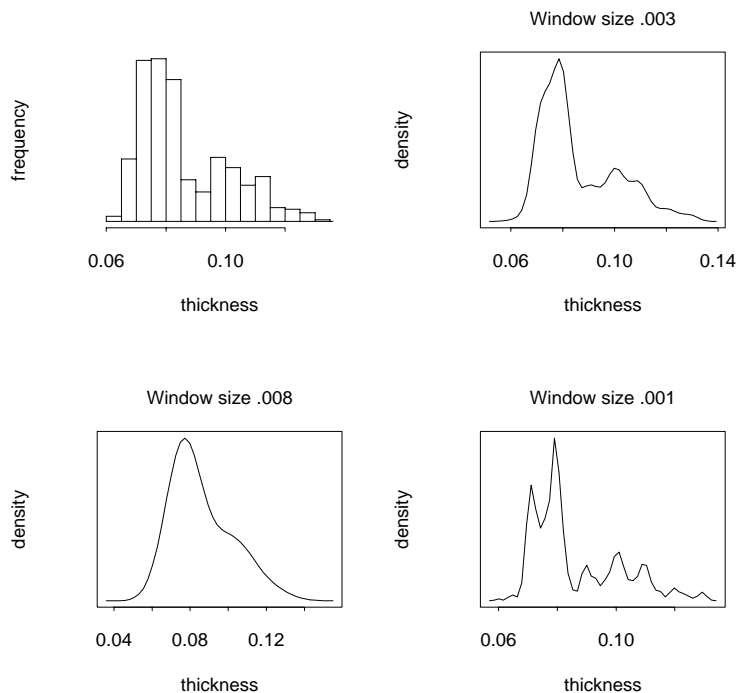 frequency
0.06 0.10
thickness
Window size .003
density
0.06 0.10 0.14
thickness
Window size .008
density
0.04 0.08 0.12
thickness
Window size .001
density
0.06 0.10
thickness